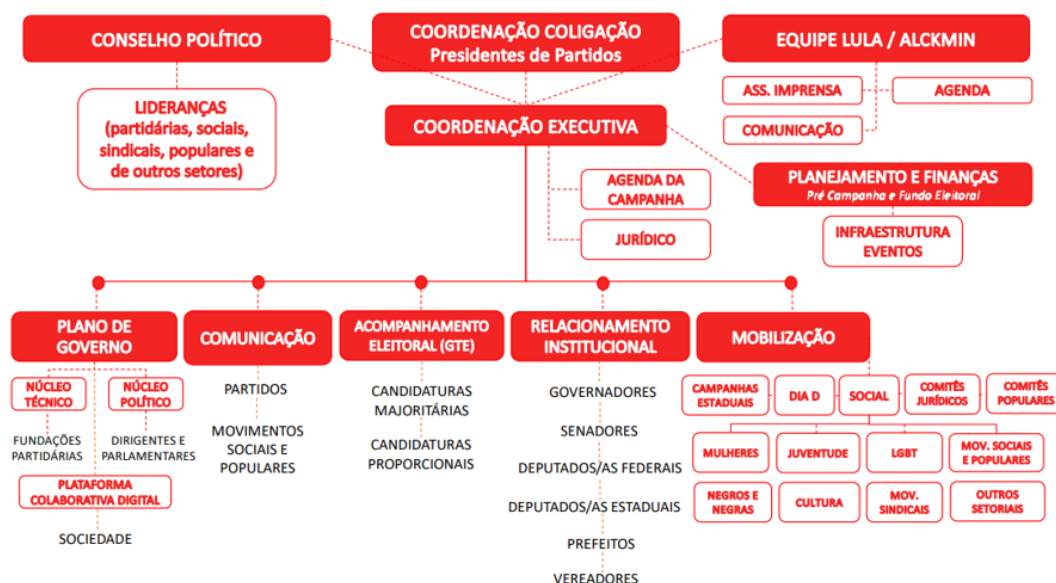 CONSELHO POLÍTICO
COORDENAÇÃO COLIGAÇÃO
Presidentes de Partidos
EQUIPE LULA / ALCKMIN
LIDERANÇAS
(partidárias, sociais,
sindicais, populares e
de outros setores)
ASS. IMPRENSA
AGENDA
COMUNICAÇÃO
COORDENAÇÃO EXECUTIVA
AGENDA DA
CAMPANHA
JURÍDICO
PLANEJAMENTO E FINANÇAS
Pré Campanha e Fundo Eleitoral
INFRAESTRUTURA
EVENTOS
PLANO DE
GOVERNO
NÚCLEO
TÉCNICO
NÚCLEO
POLÍTICO
FUNDAÇÕES
PARTIDÁRIAS
DIRIGENTES E
PARLAMENTARES
PLATAFORMA
COLABORATIVA DIGITAL
SOCIEDADE
COMUNICAÇÃO
PARTIDOS
MOVIMENTOS
SOCIAIS E
POPULARES
ACOMPANHAMENTO
ELEITORAL (GTE)
CANDIDATURAS
MAJORITÁRIAS
CANDIDATURAS
PROPORCIONAIS
RELACIONAMENTO
INSTITUCIONAL
GOVERNADORES
SENADORES
DEPUTADOS/AS FEDERAIS
DEPUTADOS/AS ESTADUAIS
PREFEITOS
VEREADORES
MOBILIZAÇÃO
CAMPANHAS
ESTADUAIS
DIA D
SOCIAL
COMITÊS
JURÍDICOS
COMITÊS
POPULARES
MULHERES
JUVENTUDE
LGBT
MOV. SOCIAIS
E POPULARES
NEGROS E
NEGRAS
CULTURA
MOV.
SINDICAIS
OUTROS
SETORIAIS